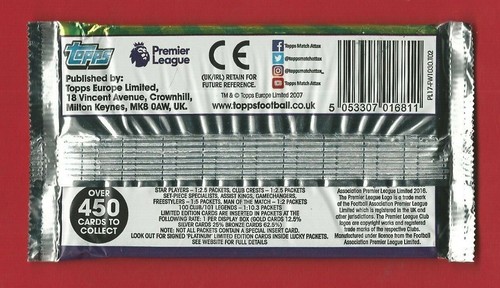 topps
Premier
League
CE
(UK/IRL) RETAIN FOR
FUTURE REFERENCE.
Topps Match Attax
@toppsmatchattax
@toppsmatchattax_
TM & © Topps Europe Limited 2007
www.toppsfootball.co.uk
5 053307 016811
PL17-FW1030.T02
Published by:
Topps Europe Limited,
18 Vincent Avenue, Crownhill,
Milton Keynes, MK8 0AW, UK.
OVER
450
CARDS TO
COLLECT
STAR PLAYERS – 1:2.5 PACKETS, CLUB CRESTS – 1:2.5 PACKETS
SET-PIECE SPECIALISTS, ASSIST KINGS, GAMECHANGERS,
FREESTYLERS – 1:5 PACKETS, MAN OF THE MATCH – 1:2 PACKETS
100 CLUB/101 LEGENDS – 1:10.3 PACKETS
LIMITED EDITION CARDS ARE INSERTED IN PACKETS AT THE
FOLLOWING RATE: 1 PER DISPLAY BOX (GOLD CARDS 12.5%
SILVER CARDS 25% BRONZE CARDS 62.5%)
NOTE: NOT ALL PACKETS CONTAIN A SPECIAL INSERT CARD.
LOOK OUT FOR SIGNED 'PLATINUM' LIMITED EDITION CARDS INSIDE LUCKY PACKETS.
SEE WEBSITE FOR FULL DETAILS
Association Premier League Limited 2016.
The Premier League Logo is a trade mark
of the Football Association Premier League
Limited which is registered in the UK and
other jurisdictions. The Premier League Club
logos are copyright works and registered
trade marks of the respective Clubs.
Manufactured under licence from the Football
Association Premier League Limited.